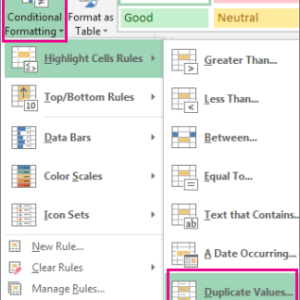 Conditional
Formatting
Format as
Table
Good
Neutral
Highlight Cells Rules
Top/Bottom Rules
10
Data Bars
Color Scales
Icon Sets
New Rule...
Clear Rules
Manage Rules...
Greater Than...
Less Than...
Between...
Equal To...
Text that Contains...
ab
A Date Occurring...
Duplicate Values...